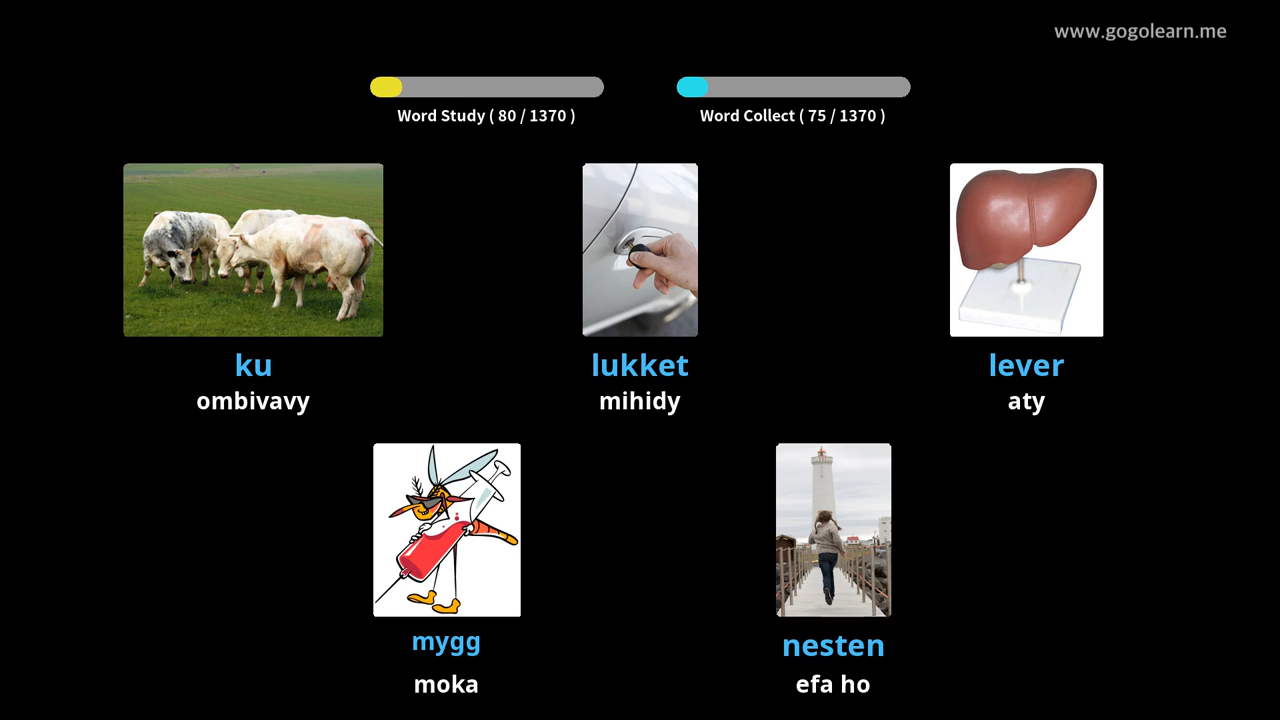 www.gogolearn.me
Word Study ( 80 / 1370 )
Word Collect ( 75 / 1370 )
ku
ombivavy
lukket
mihidy
lever
aty
mygg
moka
nesten
efa ho